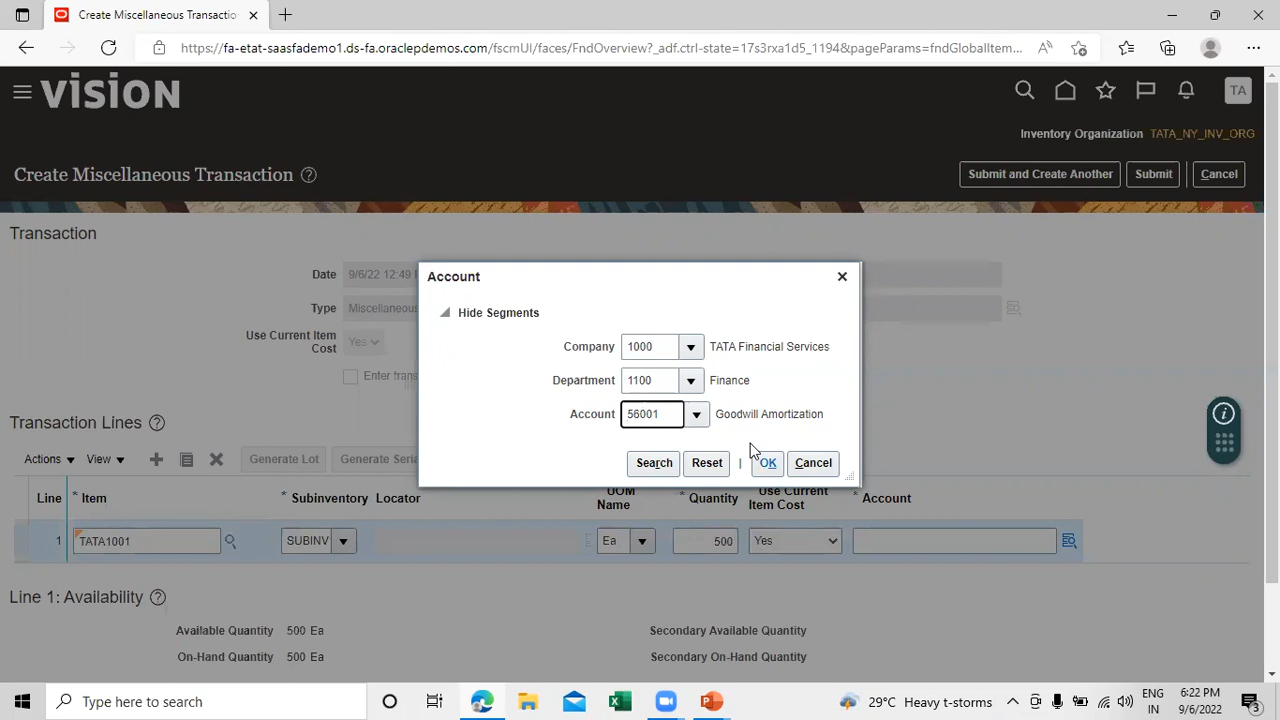 Create Miscellaneous Transaction
https://fa-etat-saasfademo1.ds-fa.oraclepdemos.com/fscmUI/faces/FndOverview?_adf.ctrl-state=17s3rxa1d5_1194&pageParams=fndGlobalItem...
VISION
TA
Inventory Organization TATA_NY_INV_ORG
Create Miscellaneous Transaction
Submit and Create Another
Submit
Cancel
Transaction
Date 9/6/22 12:49
Type Miscellaneous
Use Current Item Cost Yes
Account
Hide Segments
Company 1000 TATA Financial Services
Department 1100 Finance
Account 56001 Goodwill Amortization
Search Reset | OK Cancel
Transaction Lines
Actions View Generate Lot
Line * Item * Subinventory Locator UOM Name * Quantity Use Current Item Cost * Account
1 TATA1001 SUBINV Ea 500 Yes
Line 1: Availability
Available Quantity 500 Ea Secondary Available Quantity
On-Hand Quantity 500 Ea Secondary On-Hand Quantity
Type here to search
29°C Heavy t-storms
ENG
IN
6:22 PM
9/6/2022
3